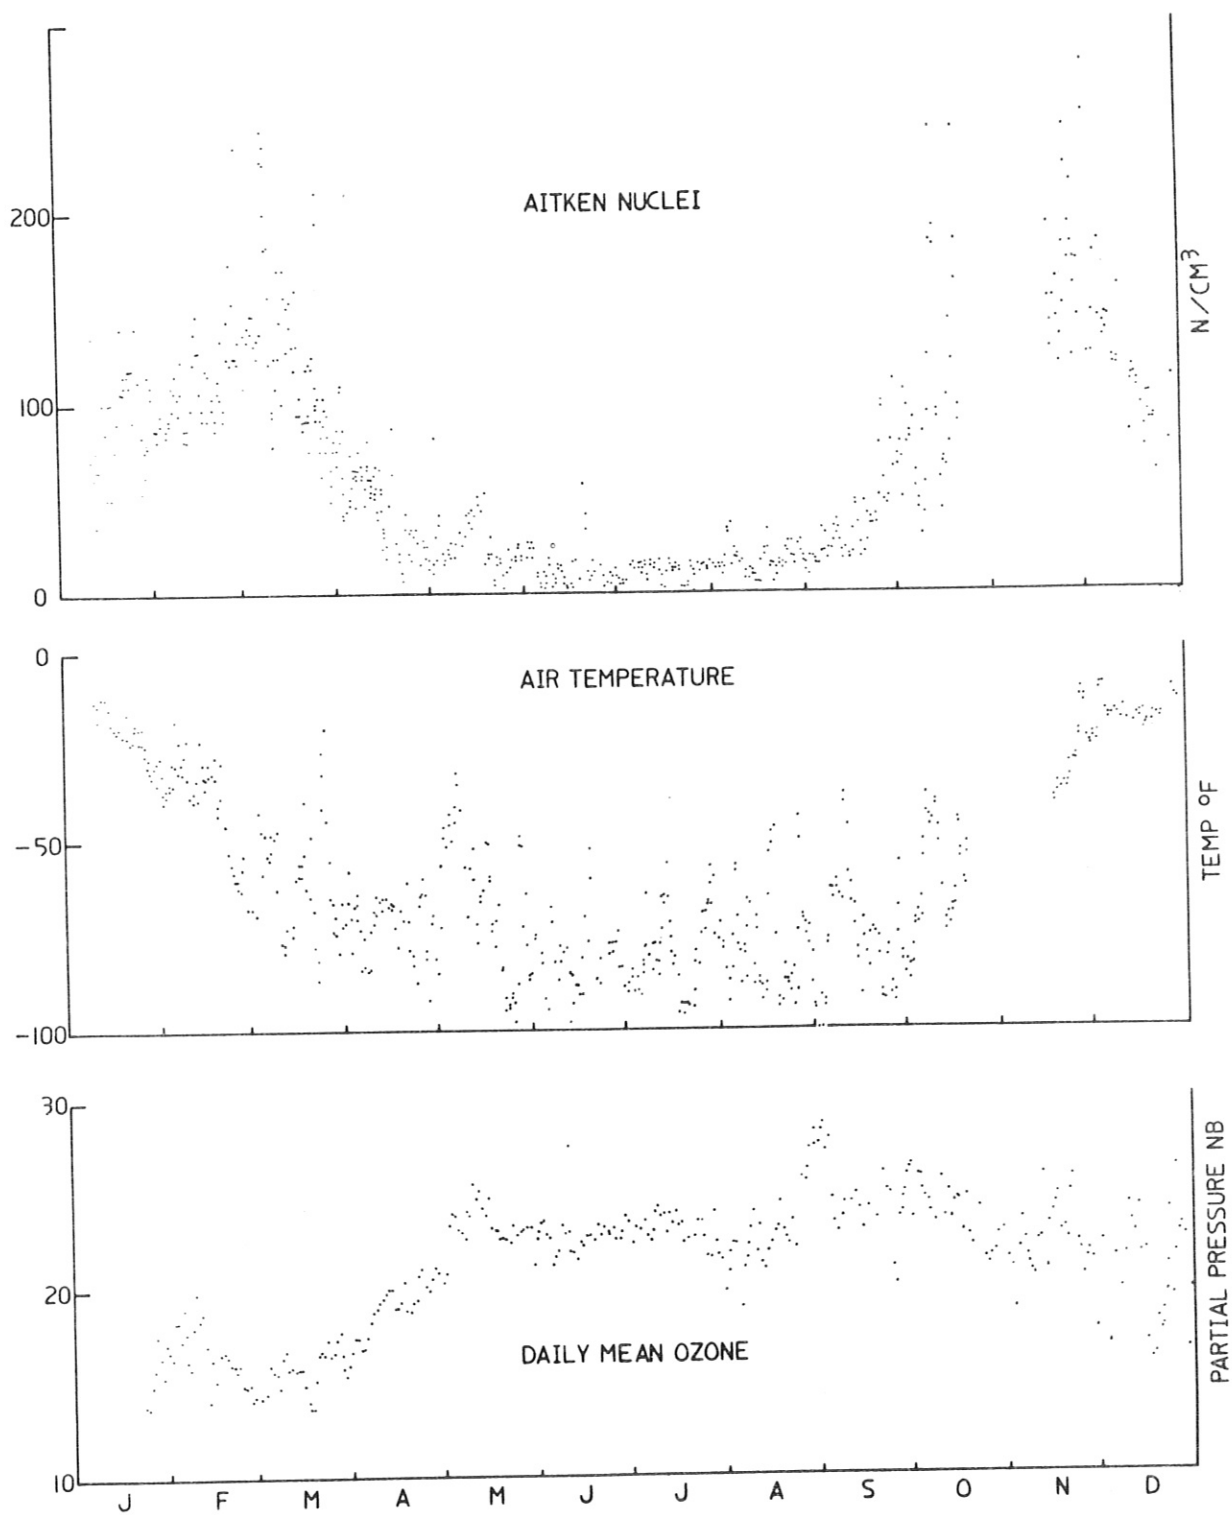 AITKEN NUCLEI
200
100
0
N/CM³
AIR TEMPERATURE
0
-50
-100
TEMP °F
30
20
10
DAILY MEAN OZONE
PARTIAL PRESSURE NB
J F M A M J J A S O N D